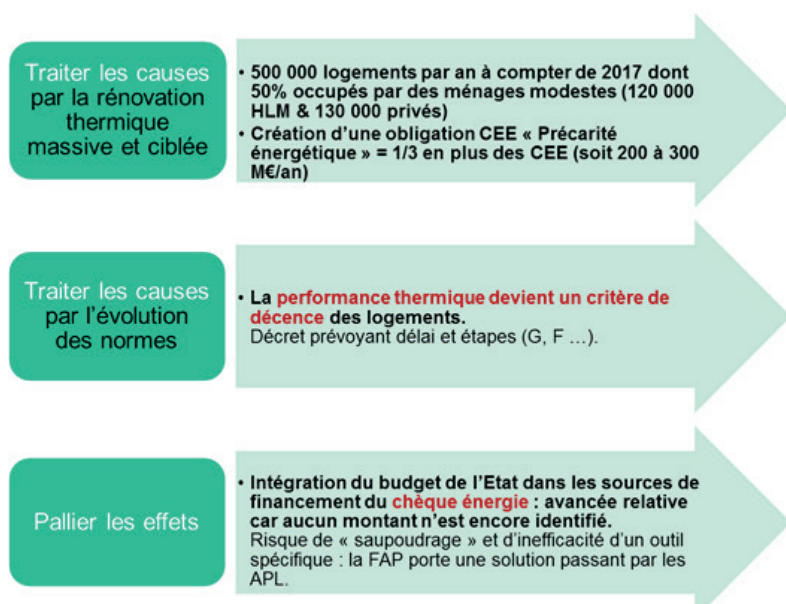 Traiter les causes
par la rénovation
thermique
massive et ciblée
• 500 000 logements par an à compter de 2017 dont
50% occupés par des ménages modestes (120 000
HLM & 130 000 privés)
• Création d'une obligation CEE « Précarité
énergétique » = 1/3 en plus des CEE (soit 200 à 300
M€/an)
Traiter les causes
par l'évolution
des normes
• La performance thermique devient un critère de
décence des logements.
Décret prévoyant délai et étapes (G, F ...).
Pallier les effets
• Intégration du budget de l'Etat dans les sources de
financement du chèque énergie : avancée relative
car aucun montant n'est encore identifié.
Risque de « saupoudrage » et d'inefficacité d'un outil
spécifique : la FAP porte une solution passant par les
APL.